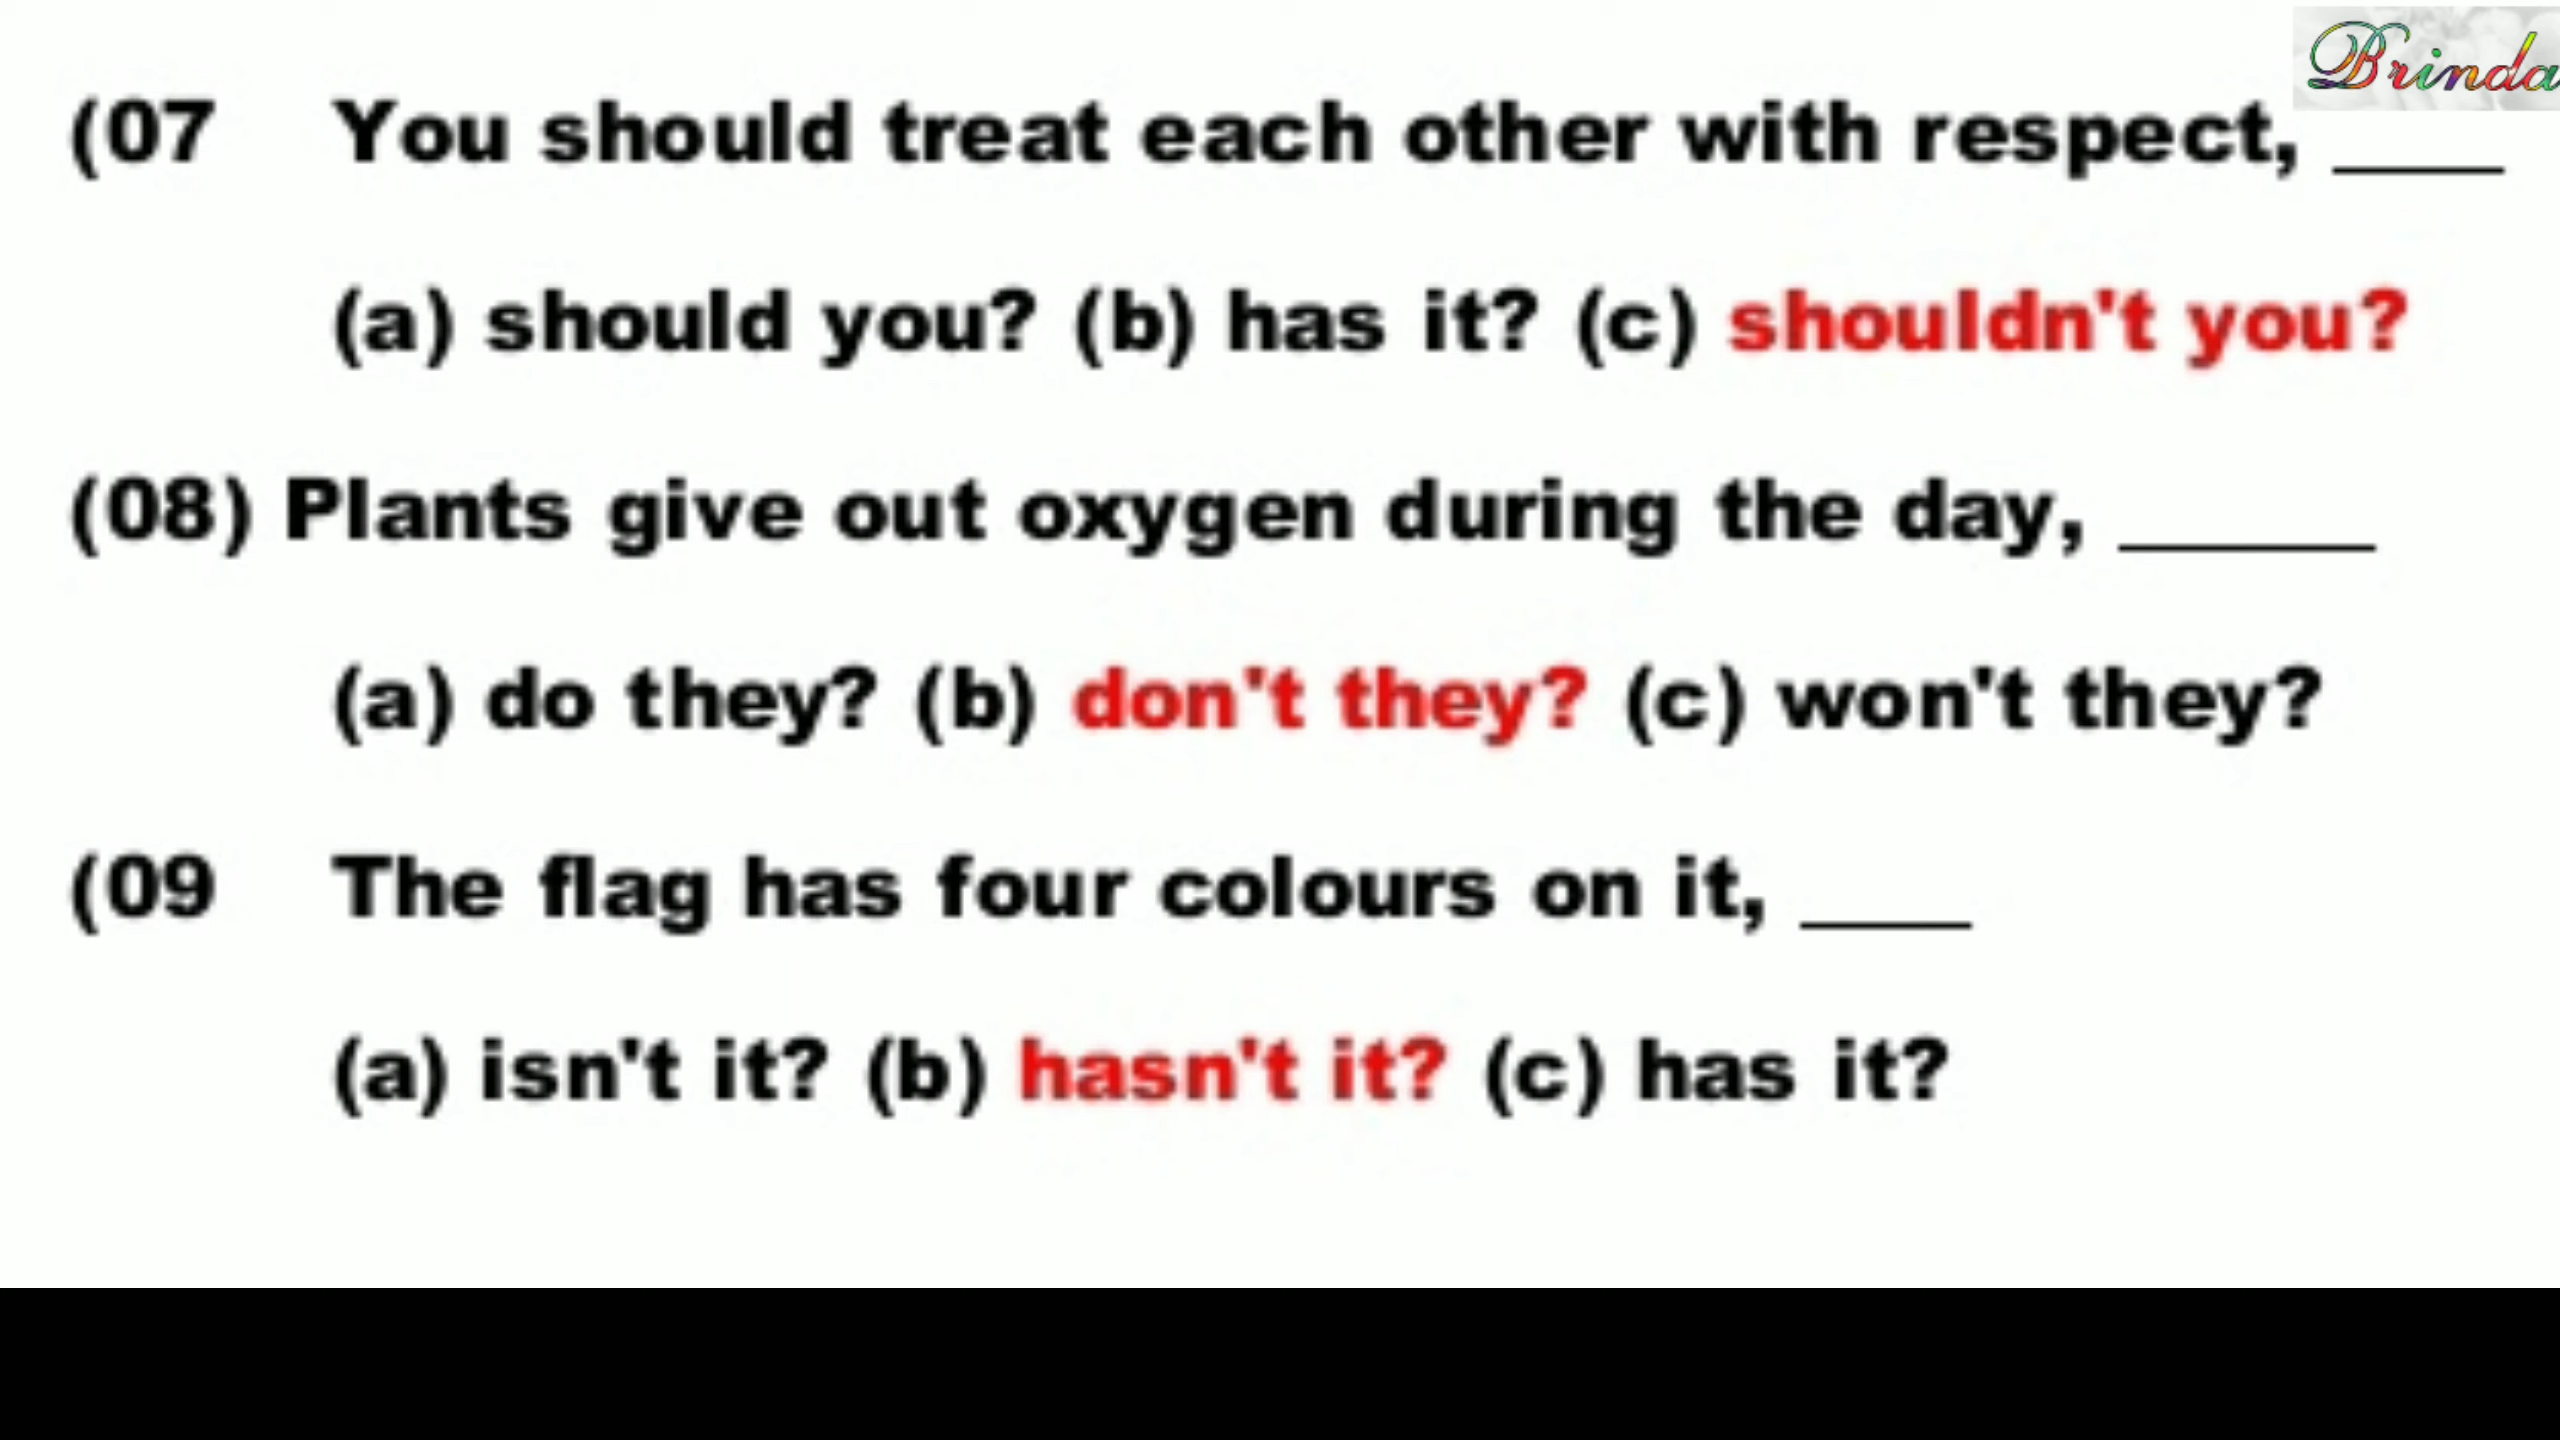 Brinda
(07 You should treat each other with respect, ____
(a) should you? (b) has it? (c) shouldn't you?
(08) Plants give out oxygen during the day, ______
(a) do they? (b) don't they? (c) won't they?
(09 The flag has four colours on it, ____
(a) isn't it? (b) hasn't it? (c) has it?